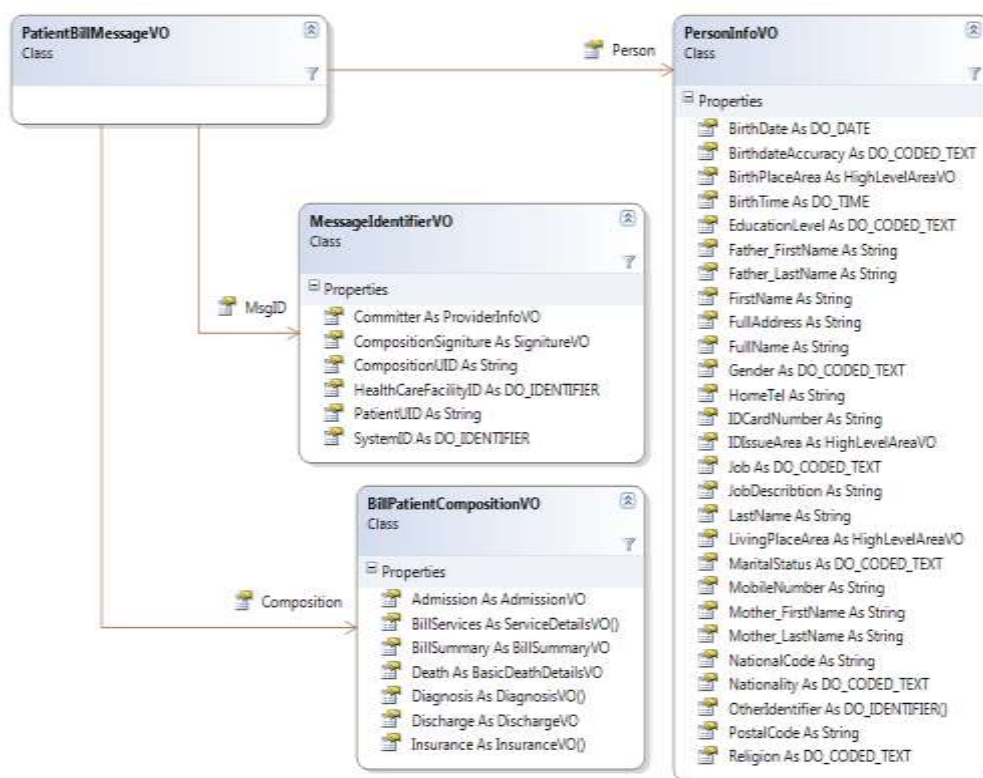 PatientBillMessageVO
Class
Person
PersonInfoVO
Class
Properties
BirthDate As DO_DATE
BirthdateAccuracy As DO_CODED_TEXT
BirthPlaceArea As HighLevelAreaVO
BirthTime As DO_TIME
EducationLevel As DO_CODED_TEXT
Father_FirstName As String
Father_LastName As String
FirstName As String
FullAddress As String
FullName As String
Gender As DO_CODED_TEXT
HomeTel As String
IDCardNumber As String
IDIssueArea As HighLevelAreaVO
Job As DO_CODED_TEXT
JobDescribtion As String
LastName As String
LivingPlaceArea As HighLevelAreaVO
MaritalStatus As DO_CODED_TEXT
MobileNumber As String
Mother_FirstName As String
Mother_LastName As String
NationalCode As String
Nationality As DO_CODED_TEXT
OtherIdentifier As DO_IDENTIFIER()
PostalCode As String
Religion As DO_CODED_TEXT
MsgID
MessageIdentifierVO
Class
Properties
Committer As ProviderInfoVO
CompositionSigniture As SignitureVO
CompositionUID As String
HealthCareFacilityID As DO_IDENTIFIER
PatientUID As String
SystemID As DO_IDENTIFIER
Composition
BillPatientCompositionVO
Class
Properties
Admission As AdmissionVO
BillServices As ServiceDetailsVO()
BillSummary As BillSummaryVO
Death As BasicDeathDetailsVO
Diagnosis As DiagnosisVO()
Discharge As DischargeVO
Insurance As InsuranceVO()